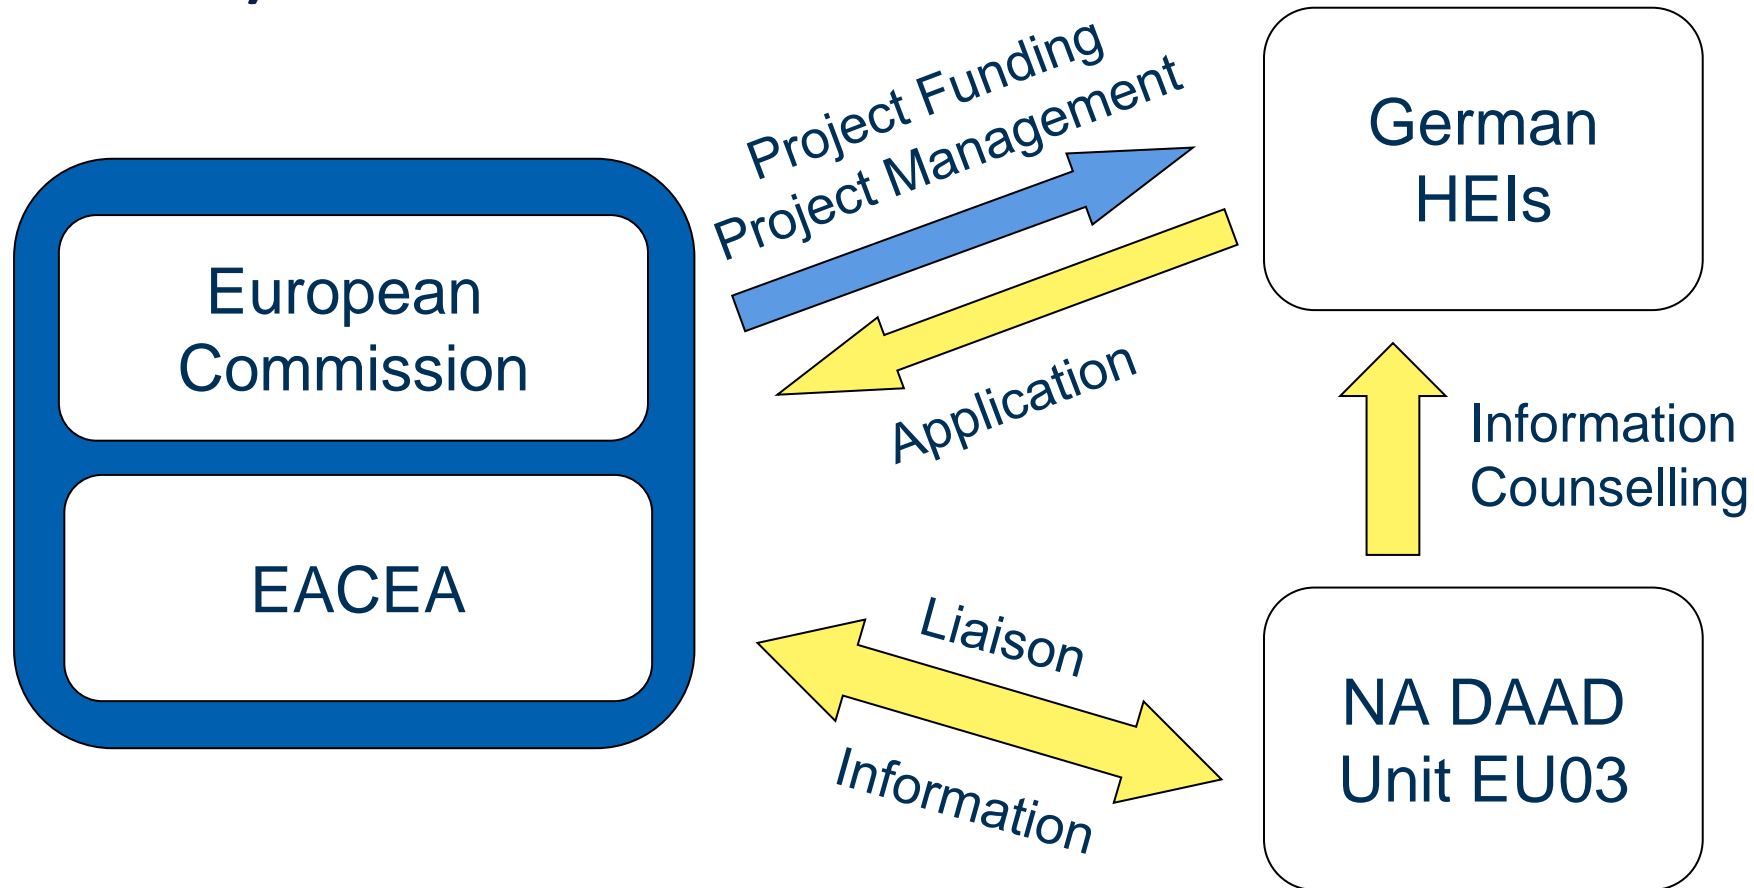 European
Commission
EACEA
Project Funding
Project Management
Application
Liaison
Information
German
HEIs
Information
Counselling
NA DAAD
Unit EU03